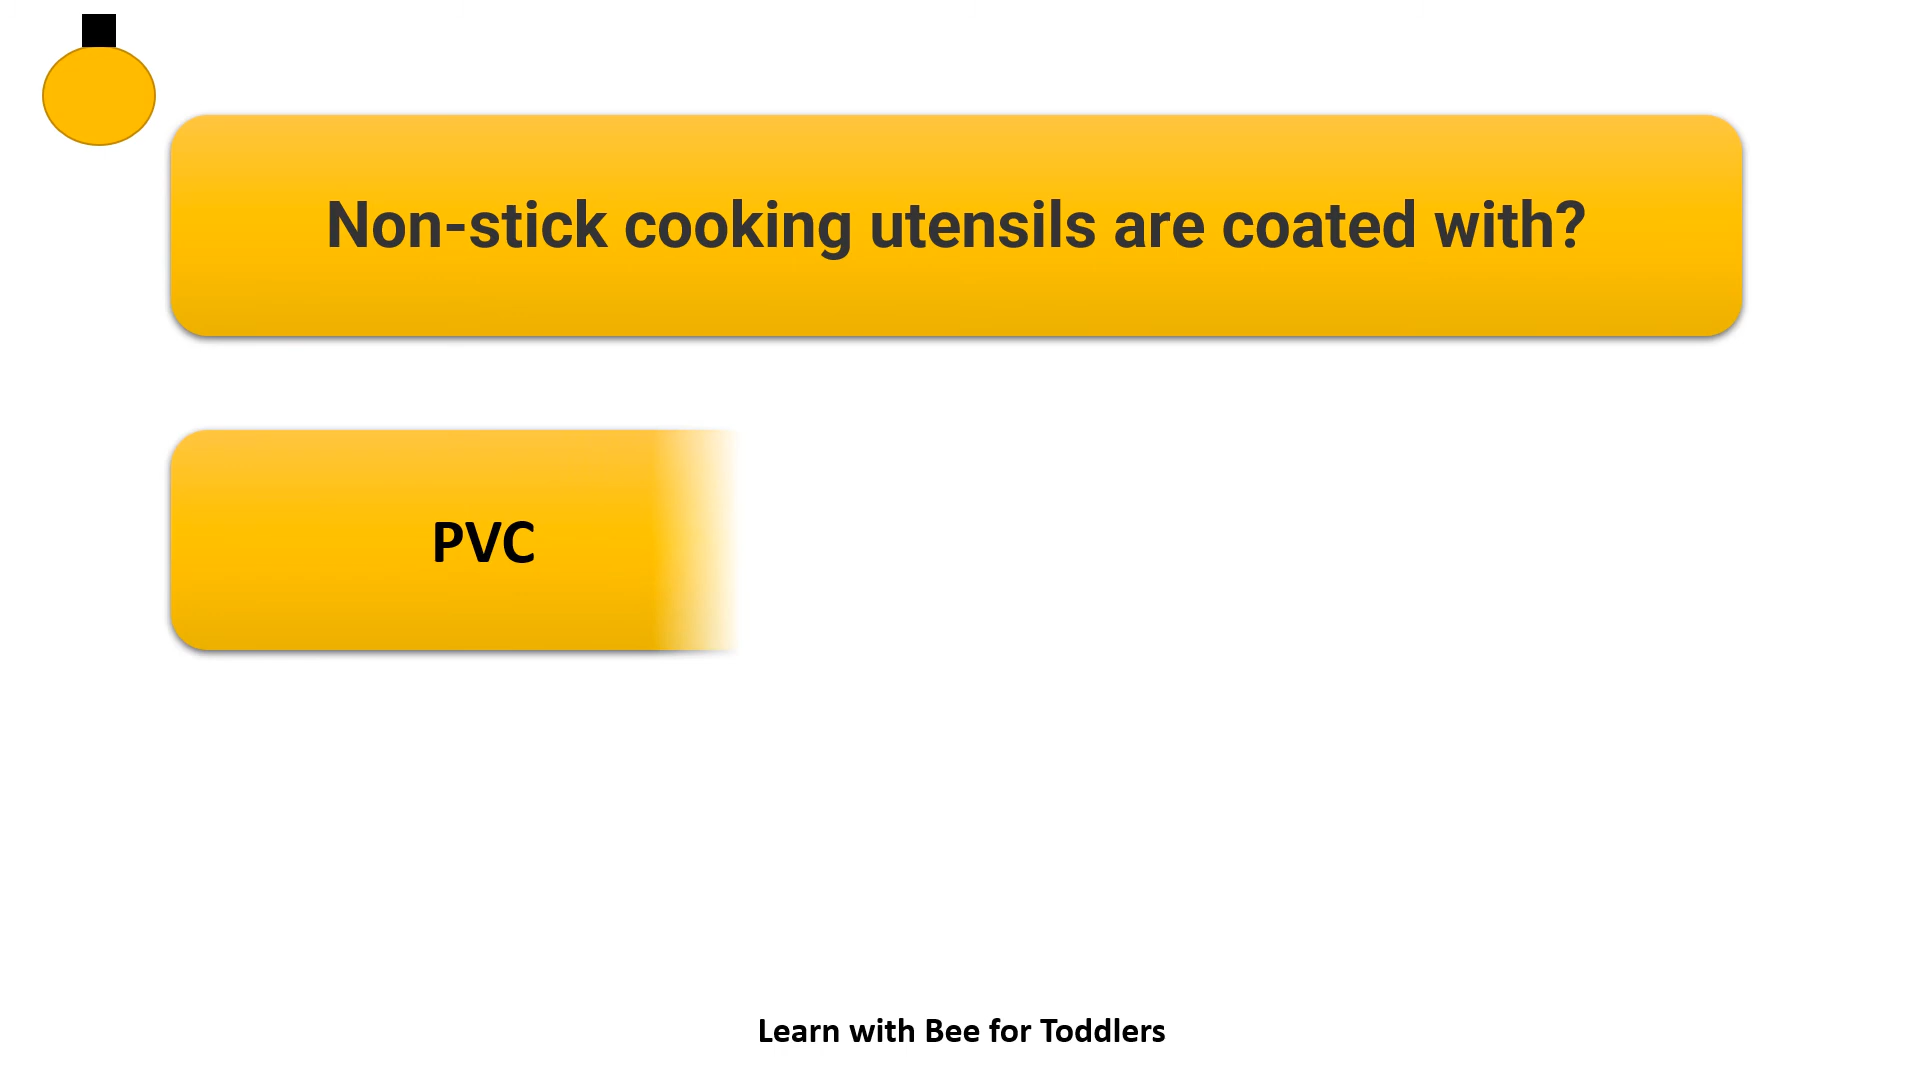 Non-stick cooking utensils are coated with?
PVC
Learn with Bee for Toddlers